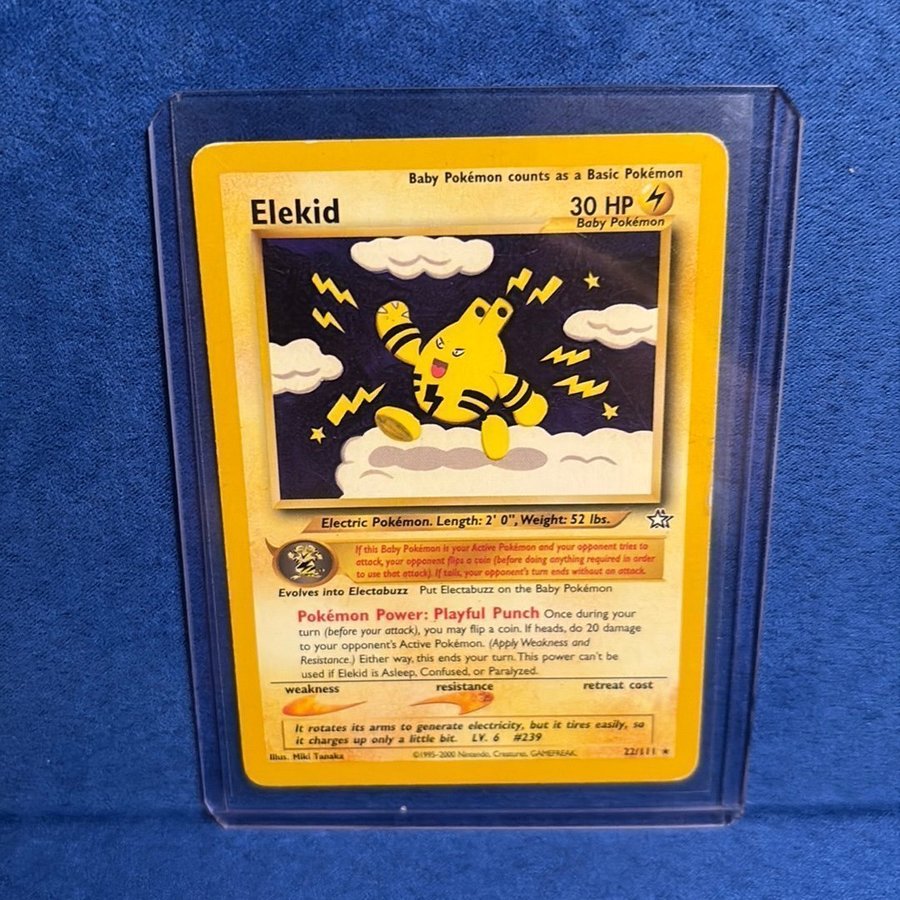 Baby Pokémon counts as a Basic Pokémon
Elekid
30 HP
Baby Pokémon
Electric Pokémon. Length: 2' 0", Weight: 52 lbs.
If this Baby Pokémon is your Active Pokémon and your opponent tries to
attack, your opponent flips a coin (before doing anything required in order
to use that attack). If tails, your opponent's turn ends without an attack.
Evolves into Electabuzz Put Electabuzz on the Baby Pokémon
Pokémon Power: Playful Punch Once during your
turn (before your attack), you may flip a coin. If heads, do 20 damage
to your opponent's Active Pokémon. (Apply Weakness and
Resistance.) Either way, this ends your turn. This power can't be
used if Elekid is Asleep, Confused, or Paralyzed.
weakness resistance retreat cost
It rotates its arms to generate electricity, but it tires easily, so
it charges up only a little bit. LV. 6 #239
Illus. Miki Tanaka ©1995-2000 Nintendo, Creatures, GAMEFREAK. 22/111 ★